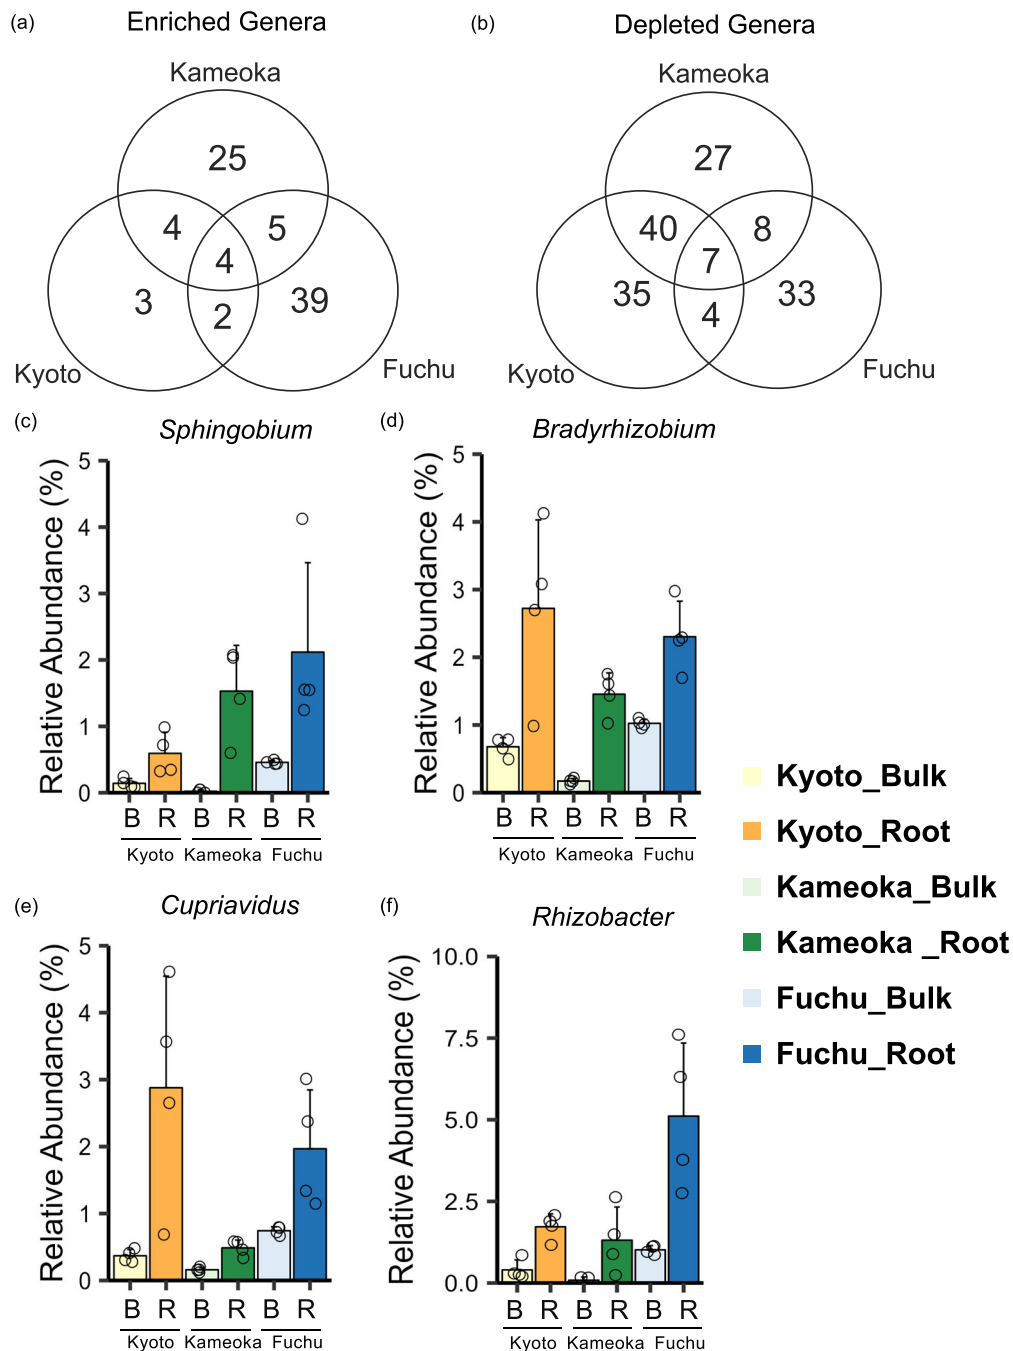 (a) Enriched Genera
Kameoka
25
4 5
4
3 2 39
Kyoto Fuchu
(b) Depleted Genera
Kameoka
27
40 8
7
35 4 33
Kyoto Fuchu
(c) Sphingobium
Relative Abundance (%)
5
4
3
2
1
0
B R B R B R
Kyoto Kameoka Fuchu
(d) Bradyrhizobium
Relative Abundance (%)
5
4
3
2
1
0
B R B R B R
Kyoto Kameoka Fuchu
(e) Cupriavidus
Relative Abundance (%)
5
4
3
2
1
0
B R B R B R
Kyoto Kameoka Fuchu
(f) Rhizobacter
Relative Abundance (%)
10.0
7.5
5.0
2.5
0.0
B R B R B R
Kyoto Kameoka Fuchu
Kyoto_Bulk
Kyoto_Root
Kameoka_Bulk
Kameoka _Root
Fuchu_Bulk
Fuchu_Root